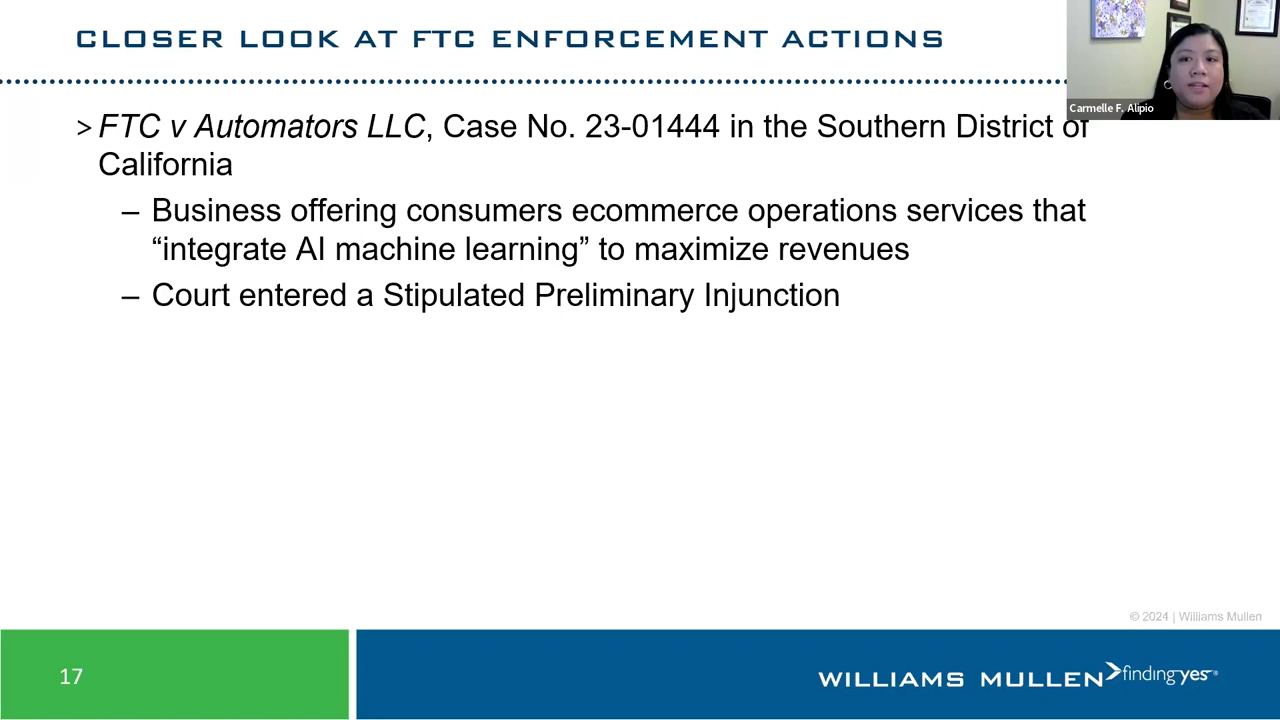 CLOSER LOOK AT FTC ENFORCEMENT ACTIONS
Carmelle F. Alipio
> FTC v Automators LLC, Case No. 23-01444 in the Southern District of
California
– Business offering consumers ecommerce operations services that
“integrate AI machine learning” to maximize revenues
– Court entered a Stipulated Preliminary Injunction
© 2024 | Williams Mullen
17
WILLIAMS MULLEN finding yes®